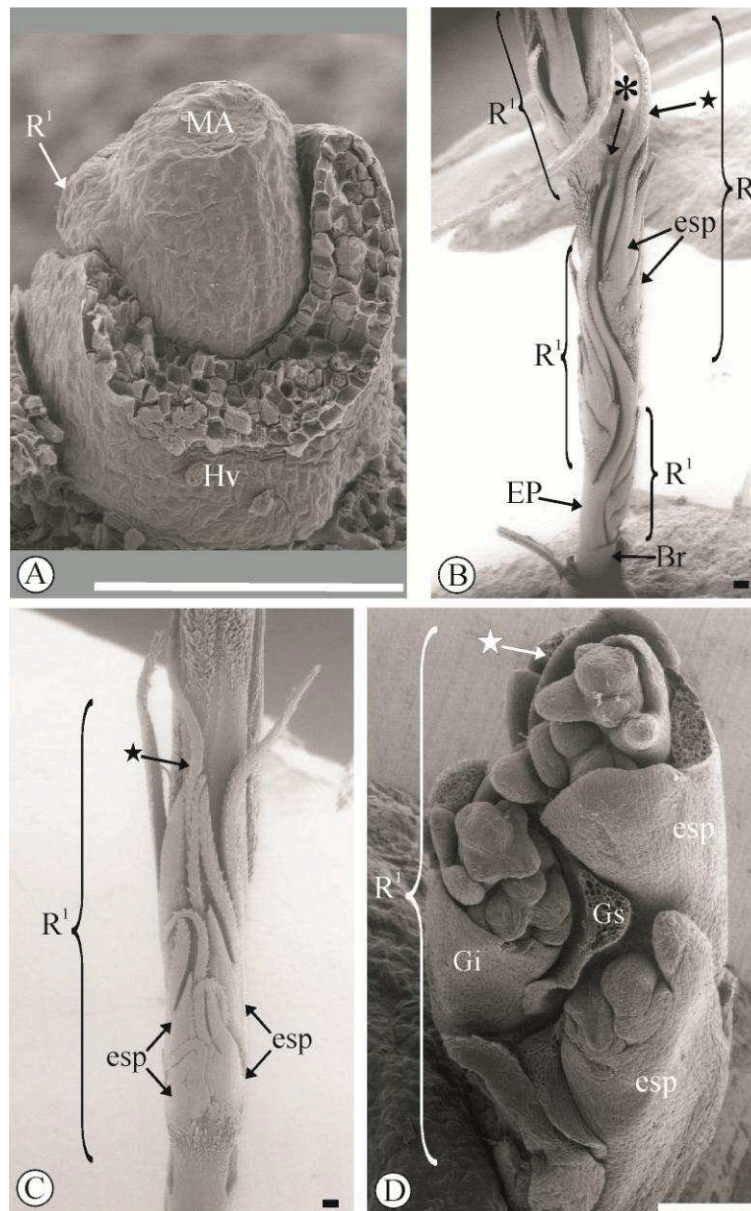 MA
R¹
Hv
A
R¹
*
★
R
esp
R¹
R¹
EP
Br
B
★
R¹
esp
esp
C
★
esp
R¹
Gs
Gi
esp
D